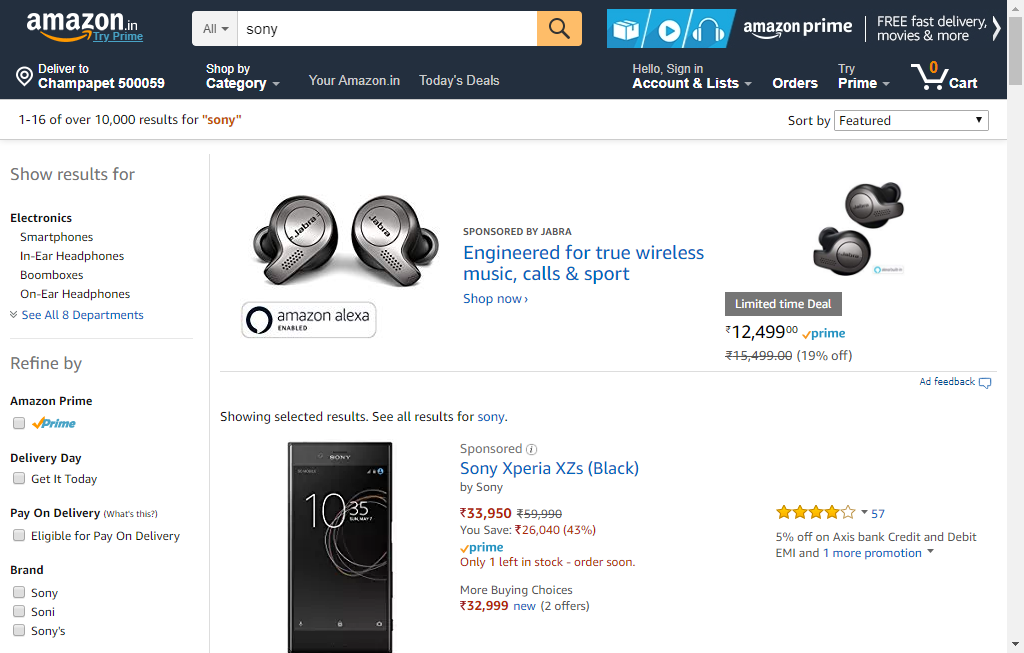 amazon.in
Try Prime
All
sony
amazon prime
FREE fast delivery,
movies & more
Deliver to
Champapet 500059
Shop by
Category
Your Amazon.in
Today's Deals
Hello, Sign in
Account & Lists
Orders
Try
Prime
0
Cart
1-16 of over 10,000 results for "sony"
Sort by
Featured
Show results for
Electronics
Smartphones
In-Ear Headphones
Boomboxes
On-Ear Headphones
See All 8 Departments
Refine by
Amazon Prime
Prime
Delivery Day
Get It Today
Pay On Delivery (What's this?)
Eligible for Pay On Delivery
Brand
Sony
Soni
Sony's
Jabra
Jabra
amazon alexa
ENABLED
SPONSORED BY JABRA
Engineered for true wireless
music, calls & sport
Shop now ›
Jabra
Jabra
Limited time Deal
₹12,49900 prime
₹15,499.00 (19% off)
Ad feedback
Showing selected results. See all results for sony.
SONY
10 35
SUN, MAY 7
Sponsored
Sony Xperia XZs (Black)
by Sony
₹33,950 ₹59,990
You Save: ₹26,040 (43%)
prime
Only 1 left in stock - order soon.
More Buying Choices
₹32,999 new (2 offers)
57
5% off on Axis bank Credit and Debit
EMI and 1 more promotion